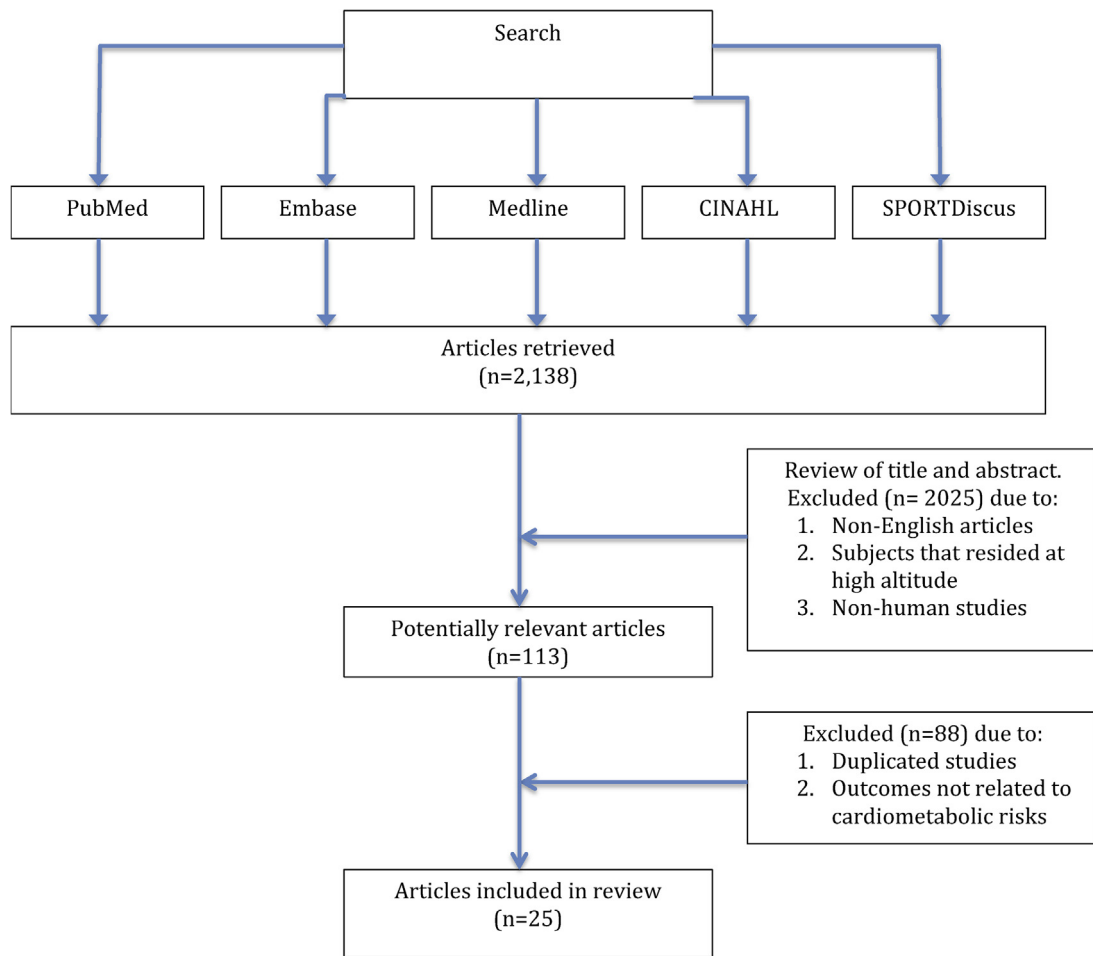 Search
PubMed
Embase
Medline
CINAHL
SPORTDiscus
Articles retrieved
(n=2,138)
Review of title and abstract.
Excluded (n= 2025) due to:
1. Non-English articles
2. Subjects that resided at
high altitude
3. Non-human studies
Potentially relevant articles
(n=113)
Excluded (n=88) due to:
1. Duplicated studies
2. Outcomes not related to
cardiometabolic risks
Articles included in review
(n=25)